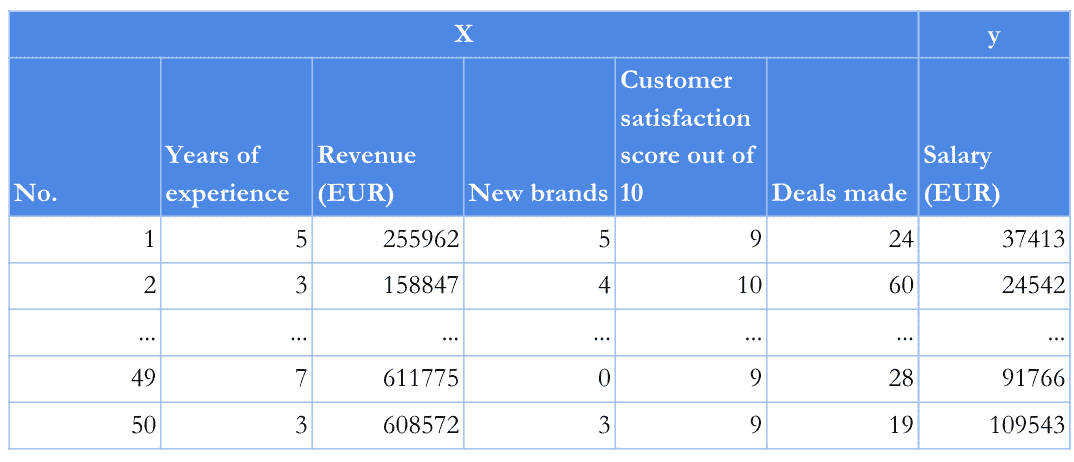 X y
No. Years of experience Revenue (EUR) New brands Customer satisfaction score out of 10 Deals made Salary (EUR)
1 5 255962 5 9 24 37413
2 3 158847 4 10 60 24542
... ... ... ... ... ... ...
49 7 611775 0 9 28 91766
50 3 608572 3 9 19 109543